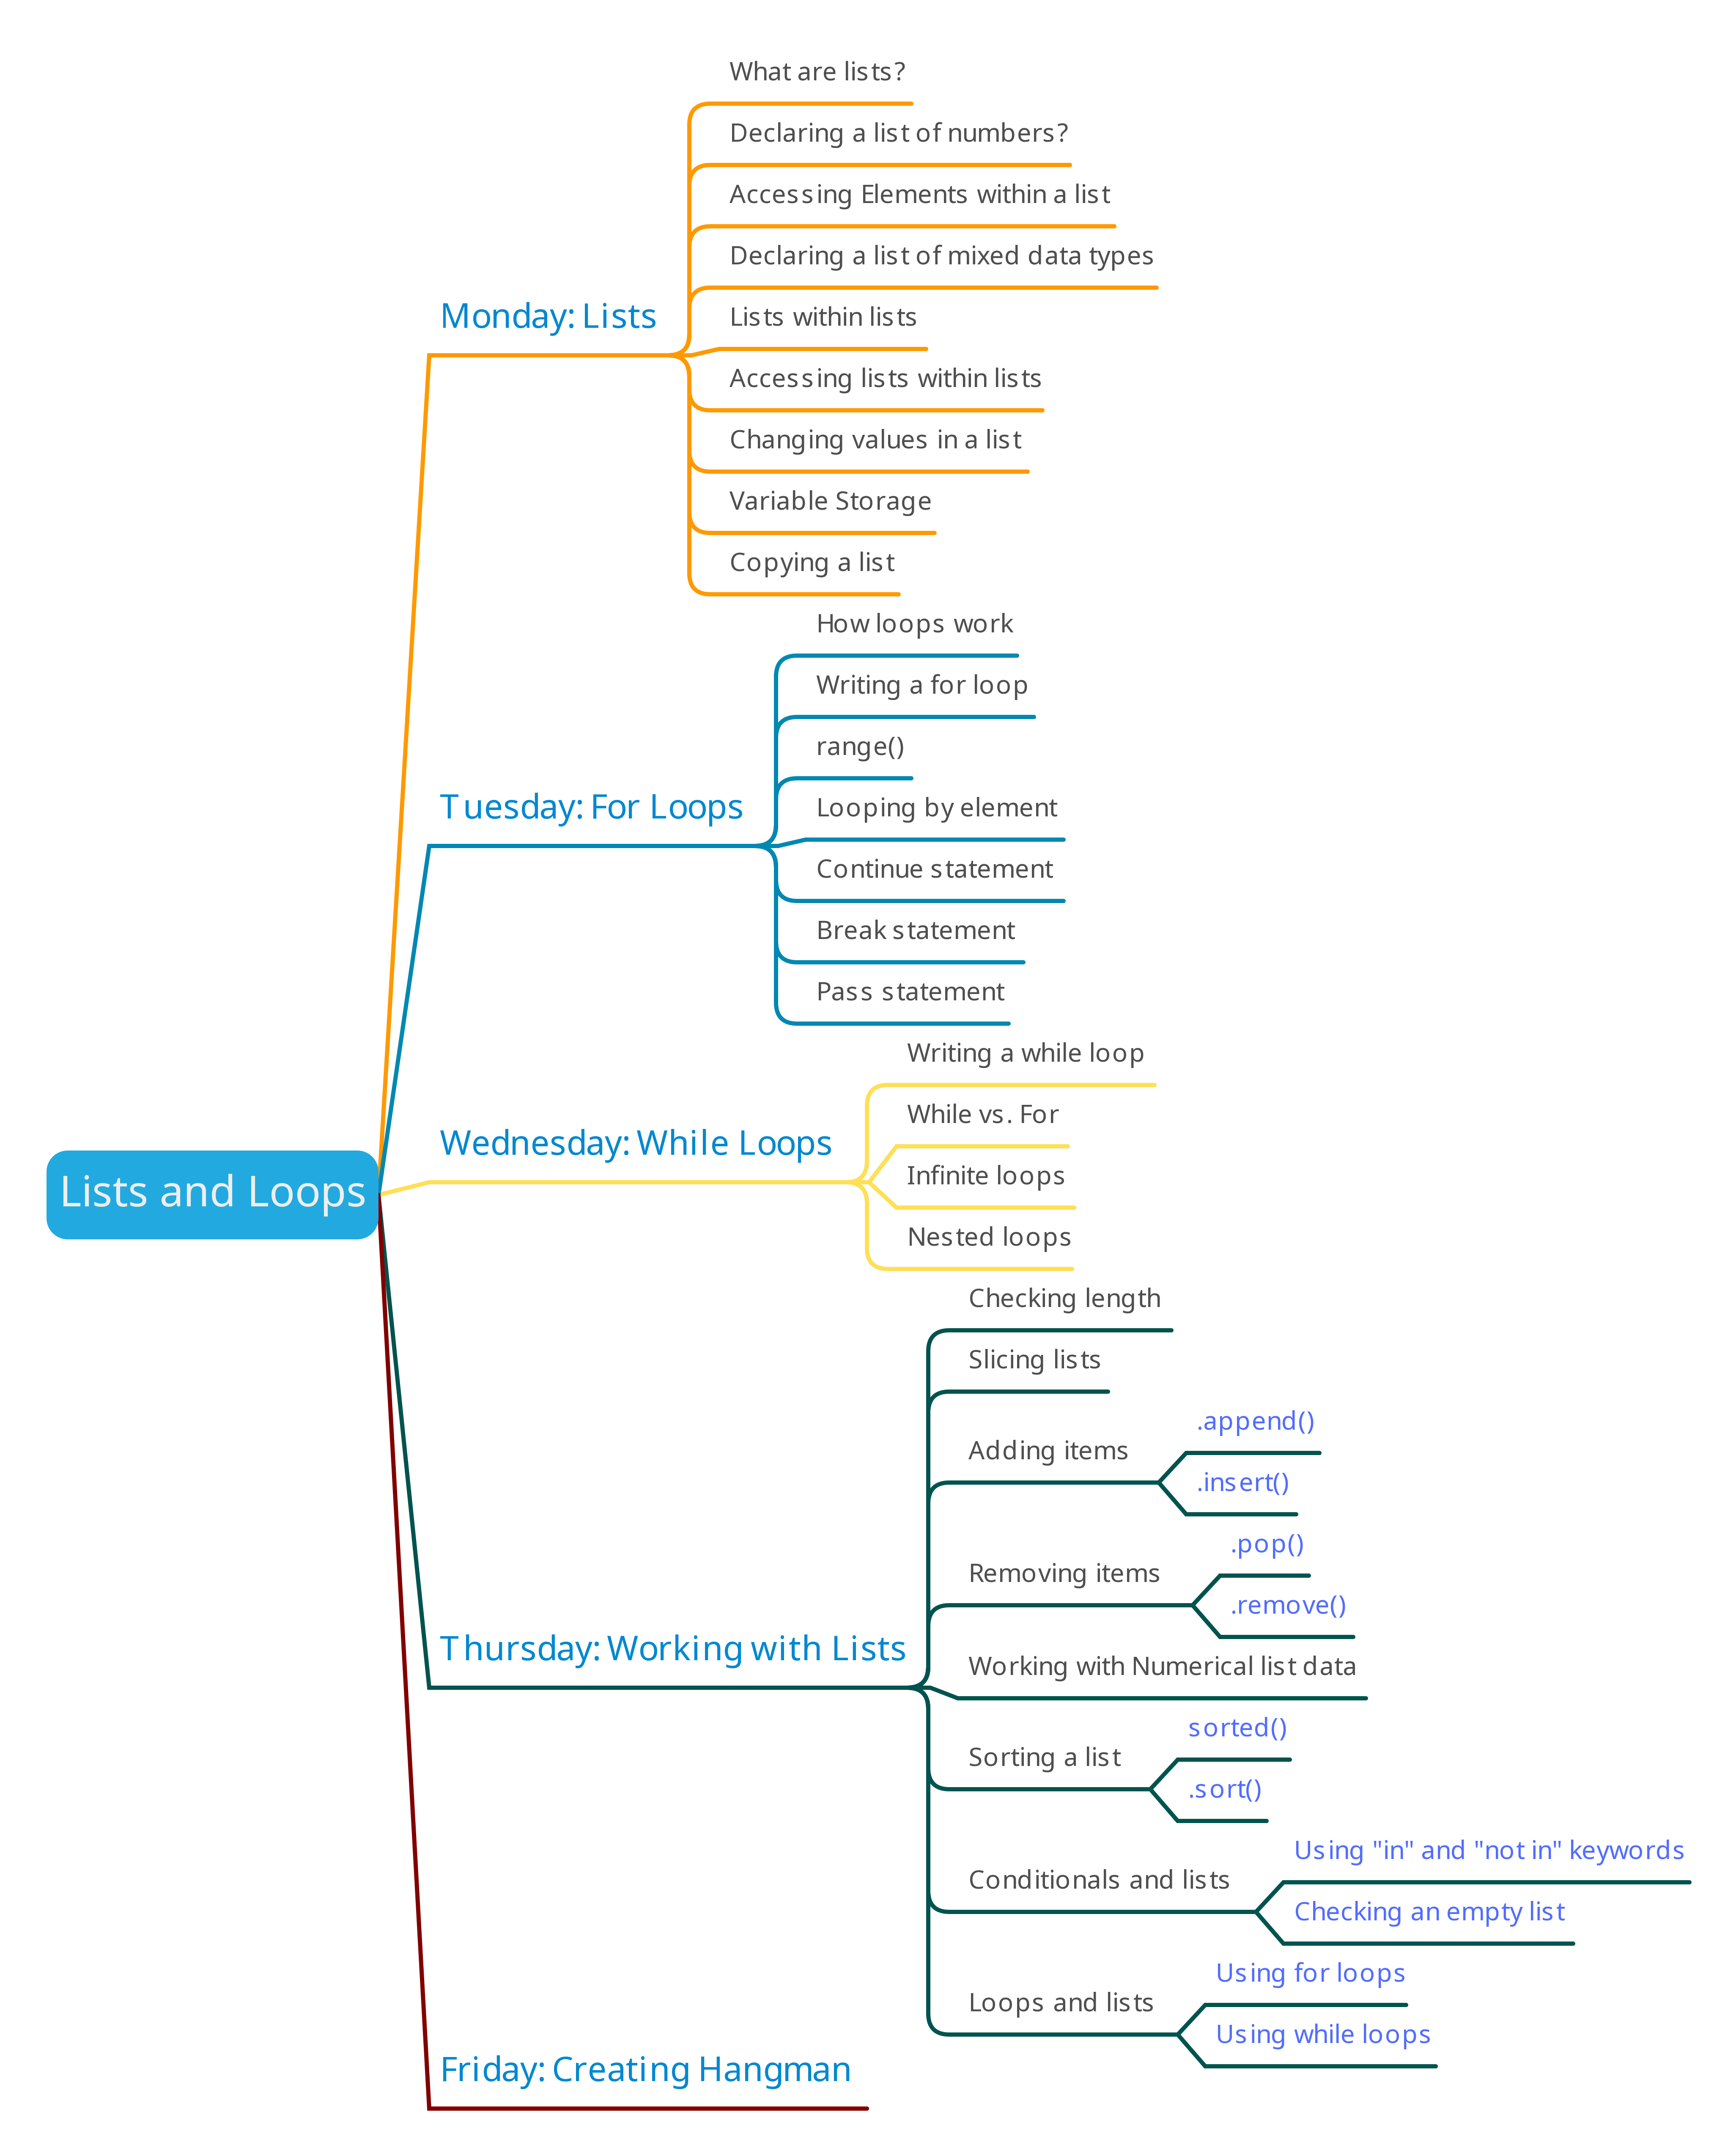 What are lists?
Declaring a list of numbers?
Accessing Elements within a list
Declaring a list of mixed data types
Monday: Lists
Lists within lists
Accessing lists within lists
Changing values in a list
Variable Storage
Copying a list
How loops work
Writing a for loop
range()
Tuesday: For Loops
Looping by element
Continue statement
Break statement
Pass statement
Writing a while loop
While vs. For
Wednesday: While Loops
Infinite loops
Lists and Loops
Nested loops
Checking length
Slicing lists
Adding items
.append()
.insert()
Removing items
.pop()
.remove()
Thursday: Working with Lists
Working with Numerical list data
Sorting a list
sorted()
.sort()
Conditionals and lists
Using "in" and "not in" keywords
Checking an empty list
Loops and lists
Using for loops
Using while loops
Friday: Creating Hangman